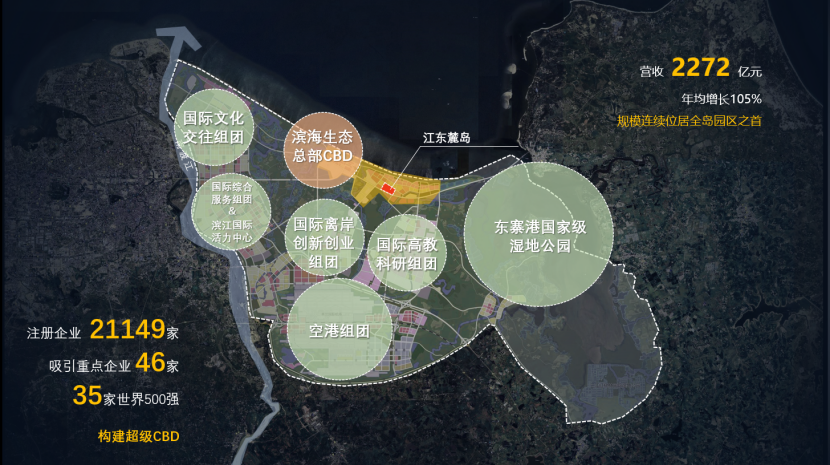 营收 2272 亿元
年均增长105%
规模连续位居全岛园区之首
江东麓岛
国际文化
交往组团
滨海生态
总部CBD
国际综合
服务组团
&
滨江国际
活力中心
国际离岸
创新创业
组团
国际高教
科研组团
东寨港国家级
湿地公园
空港组团
注册企业 21149家
吸引重点企业 46家
35家世界500强
构建超级CBD